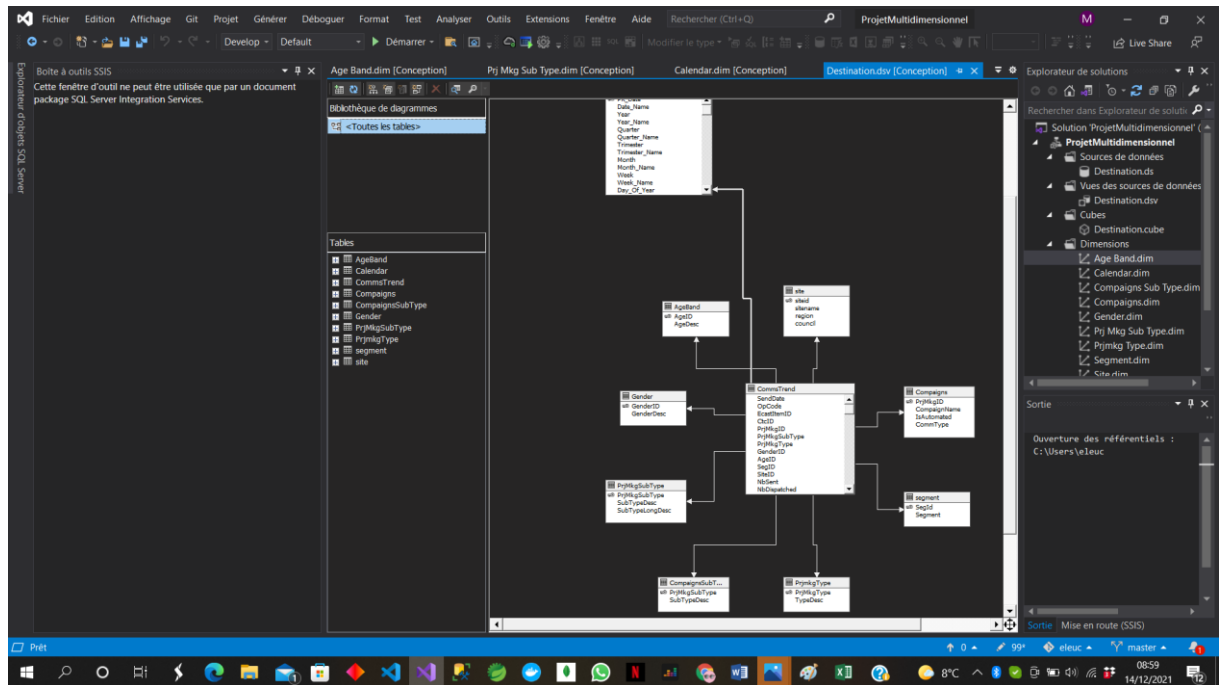 Fichier Edition Affichage Git Projet Générer Déboguer Format Test Analyser Outils Extensions Fenêtre Aide Rechercher (Ctrl+Q) ProjetMultidimensionnel M
Develop Default Démarrer SQL Modifier le type Live Share
Explorateur d'objets SQL Server
Boîte à outils SSIS
Cette fenêtre d'outil ne peut être utilisée que par un document
package SQL Server Integration Services.
Age Band.dim [Conception] Prj Mkg Sub Type.dim [Conception] Calendar.dim [Conception] Destination.dsv [Conception]
Bibliothèque de diagrammes
<Toutes les tables>
Tables
AgeBand
Calendar
CommsTrend
Compaigns
CompaignsSubType
Gender
PrjMkgSubType
PrjmkgType
segment
site
PK_Date
Date_Name
Year
Year_Name
Quarter
Quarter_Name
Trimester
Trimester_Name
Month
Month_Name
Week
Week_Name
Day_Of_Year
AgeBand
AgeID
AgeDesc
site
siteid
sitename
region
council
Gender
GenderID
GenderDesc
CommsTrend
SendDate
OpCode
EcastItemID
CtcID
PrjMkgID
PrjMkgSubType
PrjMkgType
GenderID
AgeID
SegID
SiteID
NbSent
NbDispatched
Compaigns
PrjMkgID
CompaignName
IsAutomated
CommType
PrjMkgSubType
PrjMkgSubType
SubTypeDesc
SubTypeLongDesc
segment
SegId
Segment
CompaignsSubT...
PrjMkgSubType
SubTypeDesc
PrjmkgType
PrjMkgType
TypeDesc
Explorateur de solutions
Rechercher dans Explorateur de solutio
Solution 'ProjetMultidimensionnel' (
ProjetMultidimensionnel
Sources de données
Destination.ds
Vues des sources de données
Destination.dsv
Cubes
Destination.cube
Dimensions
Age Band.dim
Calendar.dim
Compaigns Sub Type.dim
Compaigns.dim
Gender.dim
Prj Mkg Sub Type.dim
Prjmkg Type.dim
Segment.dim
Site.dim
Sortie
Ouverture des référentiels :
C:\Users\eleuc
Sortie Mise en route (SSIS)
Prêt 0 99+ eleuc master 1
8°C 08:59
14/12/2021 12